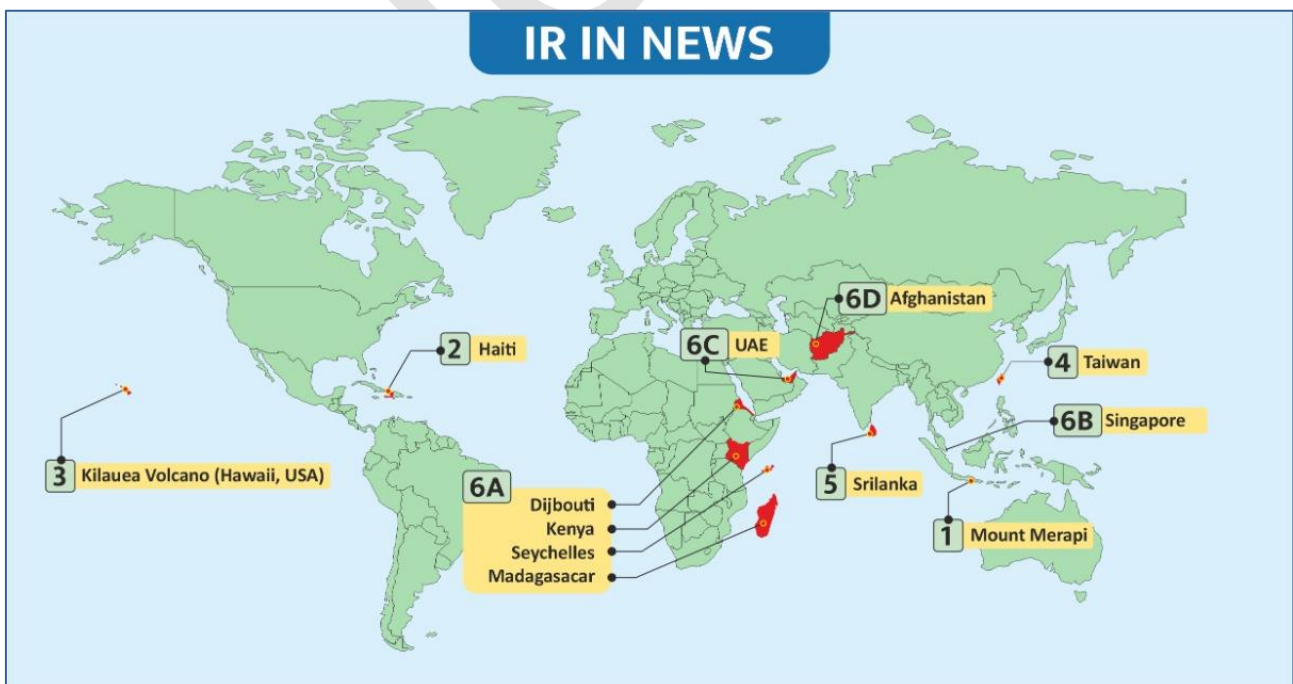 IR IN NEWS
6D Afghanistan
6C UAE
2 Haiti
4 Taiwan
6B Singapore
3 Kilauea Volcano (Hawaii, USA)
6A
Dijbouti
Kenya
Seychelles
Madagasacar
5 Srilanka
1 Mount Merapi